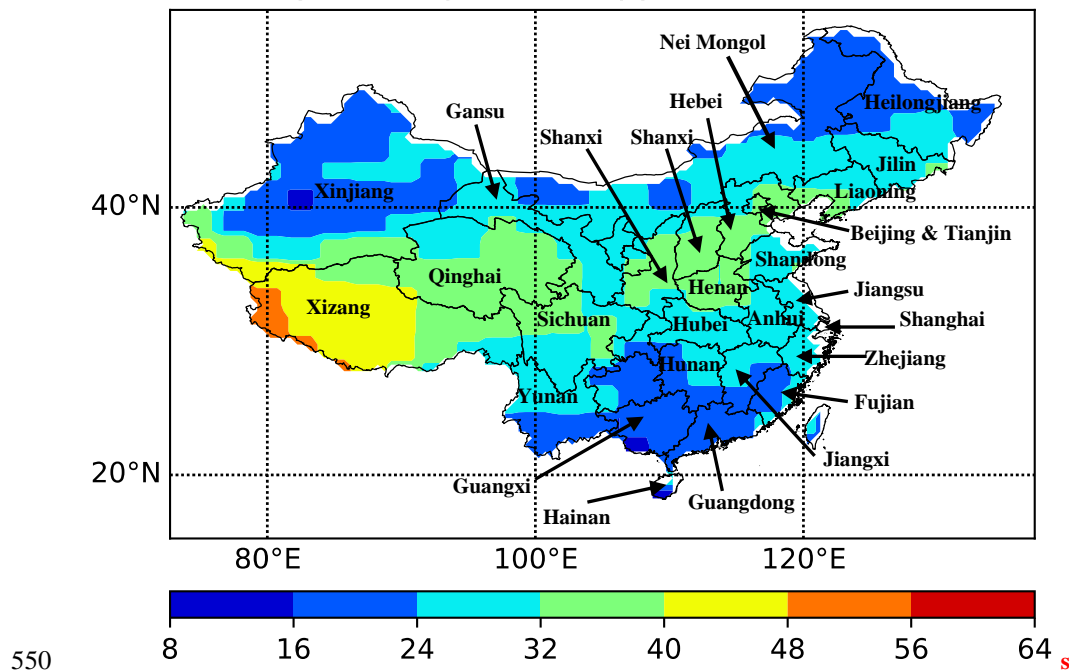 Nei Mongol
Heilongjiang
Hebei
Gansu
Shanxi
Shanxi
Jilin
Xinjiang
Liaoning
40°N
Beijing & Tianjin
Shandong
Qinghai
Henan
Jiangsu
Xizang
Sichuan
Hubei
Anhui
Shanghai
Zhejiang
Hunan
Yunan
Fujian
Jiangxi
20°N
Guangxi
Guangdong
Hainan
80°E 100°E 120°E
8 16 24 32 40 48 56 64 s
550